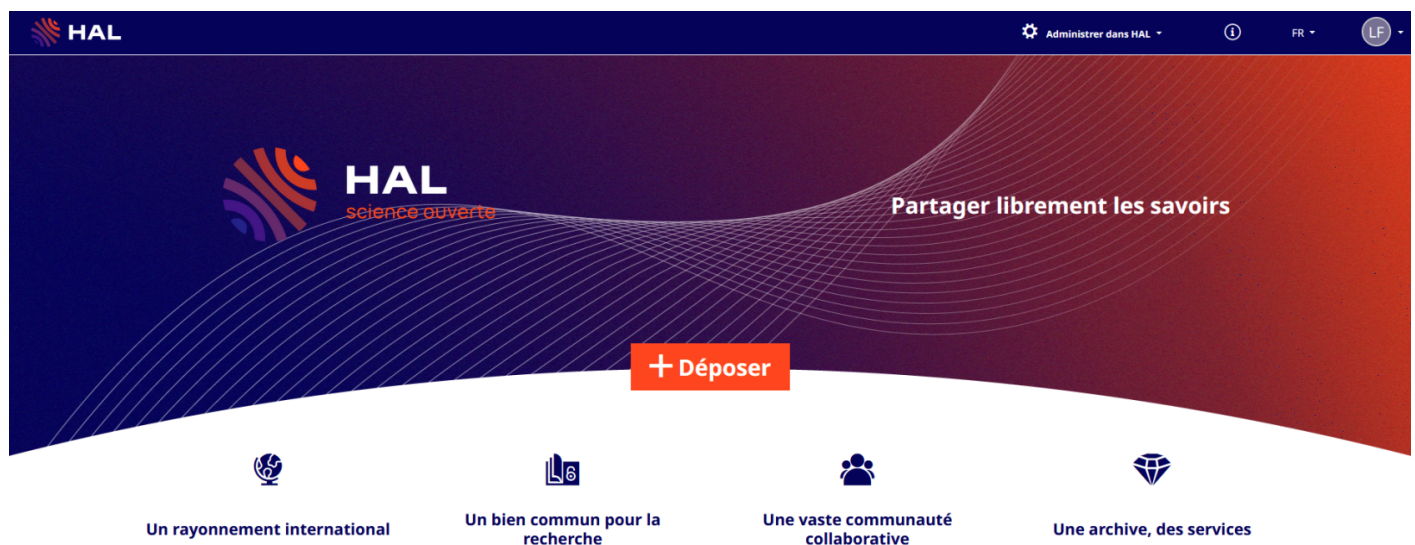 HAL
Administrer dans HAL
FR
LF
HAL
science ouverte
Partager librement les savoirs
+ Déposer
Un rayonnement international
Un bien commun pour la
recherche
Une vaste communauté
collaborative
Une archive, des services